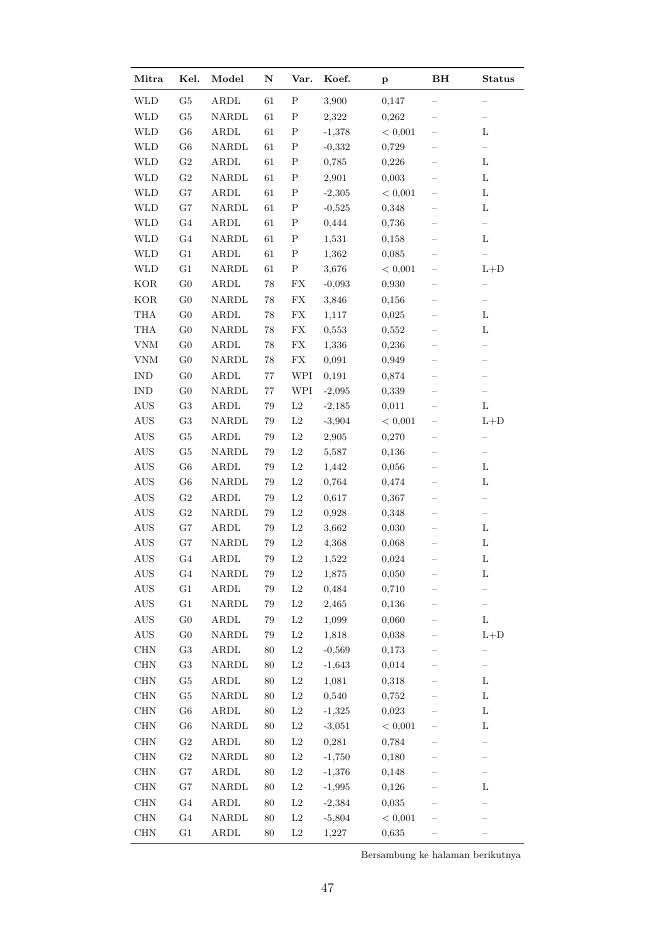 Mitra Kel. Model N Var. Koef. p BH Status
WLD G5 ARDL 61 P 3,900 0,147 – –
WLD G5 NARDL 61 P 2,322 0,262 – –
WLD G6 ARDL 61 P -1,378 < 0,001 – L
WLD G6 NARDL 61 P -0,332 0,729 – –
WLD G2 ARDL 61 P 0,785 0,226 – L
WLD G2 NARDL 61 P 2,901 0,003 – L
WLD G7 ARDL 61 P -2,305 < 0,001 – L
WLD G7 NARDL 61 P -0,525 0,348 – L
WLD G4 ARDL 61 P 0,444 0,736 – –
WLD G4 NARDL 61 P 1,531 0,158 – L
WLD G1 ARDL 61 P 1,362 0,085 – –
WLD G1 NARDL 61 P 3,676 < 0,001 – L+D
KOR G0 ARDL 78 FX -0,093 0,930 – –
KOR G0 NARDL 78 FX 3,846 0,156 – –
THA G0 ARDL 78 FX 1,117 0,025 – L
THA G0 NARDL 78 FX 0,553 0,552 – L
VNM G0 ARDL 78 FX 1,336 0,236 – –
VNM G0 NARDL 78 FX 0,091 0,949 – –
IND G0 ARDL 77 WPI 0,191 0,874 – –
IND G0 NARDL 77 WPI -2,095 0,339 – –
AUS G3 ARDL 79 L2 -2,185 0,011 – L
AUS G3 NARDL 79 L2 -3,904 < 0,001 – L+D
AUS G5 ARDL 79 L2 2,905 0,270 – –
AUS G5 NARDL 79 L2 5,587 0,136 – –
AUS G6 ARDL 79 L2 1,442 0,056 – L
AUS G6 NARDL 79 L2 0,764 0,474 – L
AUS G2 ARDL 79 L2 0,617 0,367 – –
AUS G2 NARDL 79 L2 0,928 0,348 – –
AUS G7 ARDL 79 L2 3,662 0,030 – L
AUS G7 NARDL 79 L2 4,368 0,068 – L
AUS G4 ARDL 79 L2 1,522 0,024 – L
AUS G4 NARDL 79 L2 1,875 0,050 – L
AUS G1 ARDL 79 L2 0,484 0,710 – –
AUS G1 NARDL 79 L2 2,465 0,136 – –
AUS G0 ARDL 79 L2 1,099 0,060 – L
AUS G0 NARDL 79 L2 1,818 0,038 – L+D
CHN G3 ARDL 80 L2 -0,569 0,173 – –
CHN G3 NARDL 80 L2 -1,643 0,014 – –
CHN G5 ARDL 80 L2 1,081 0,318 – L
CHN G5 NARDL 80 L2 0,540 0,752 – L
CHN G6 ARDL 80 L2 -1,325 0,023 – L
CHN G6 NARDL 80 L2 -3,051 < 0,001 – L
CHN G2 ARDL 80 L2 0,281 0,784 – –
CHN G2 NARDL 80 L2 -1,750 0,180 – –
CHN G7 ARDL 80 L2 -1,376 0,148 – –
CHN G7 NARDL 80 L2 -1,995 0,126 – L
CHN G4 ARDL 80 L2 -2,384 0,035 – –
CHN G4 NARDL 80 L2 -5,804 < 0,001 – –
CHN G1 ARDL 80 L2 1,227 0,635 – –
Bersambung ke halaman berikutnya
47